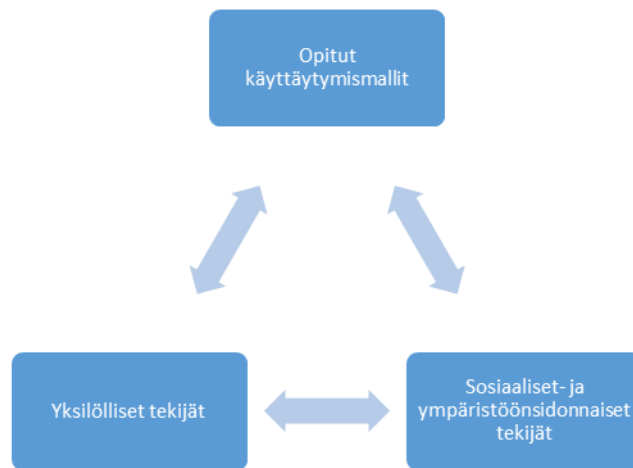 Opitut
käyttäytymismallit
Yksilölliset tekijät
Sosiaaliset- ja
ympäristöönsidonnaiset
tekijät